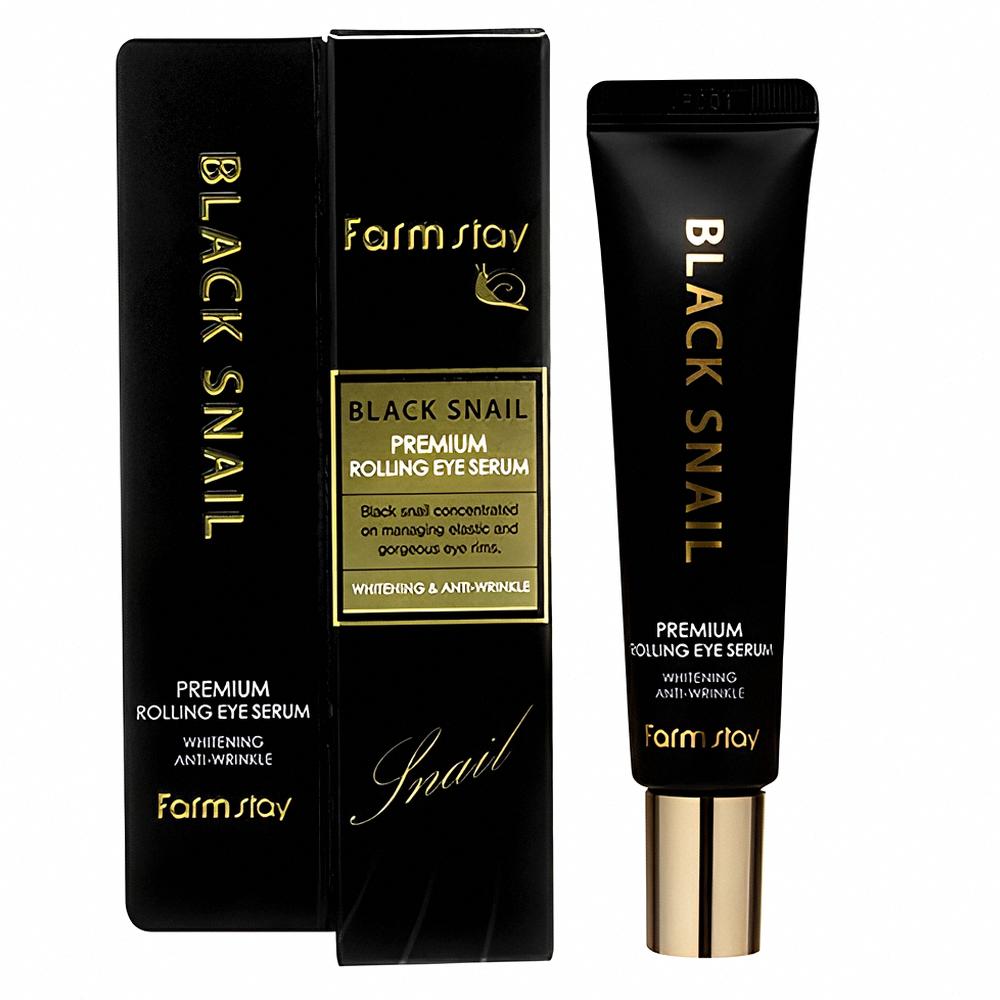 BLACK SNAIL
PREMIUM
ROLLING EYE SERUM
WHITENING
ANTI-WRINKLE
Farmstay
Farmstay
BLACK SNAIL
PREMIUM
ROLLING EYE SERUM
Black snail concentrated
on managing elastic and
gorgeous eye rims.
WHITENING & ANTI-WRINKLE
Snail
BLACK SNAIL
PREMIUM
ROLLING EYE SERUM
WHITENING
ANTI-WRINKLE
Farmstay